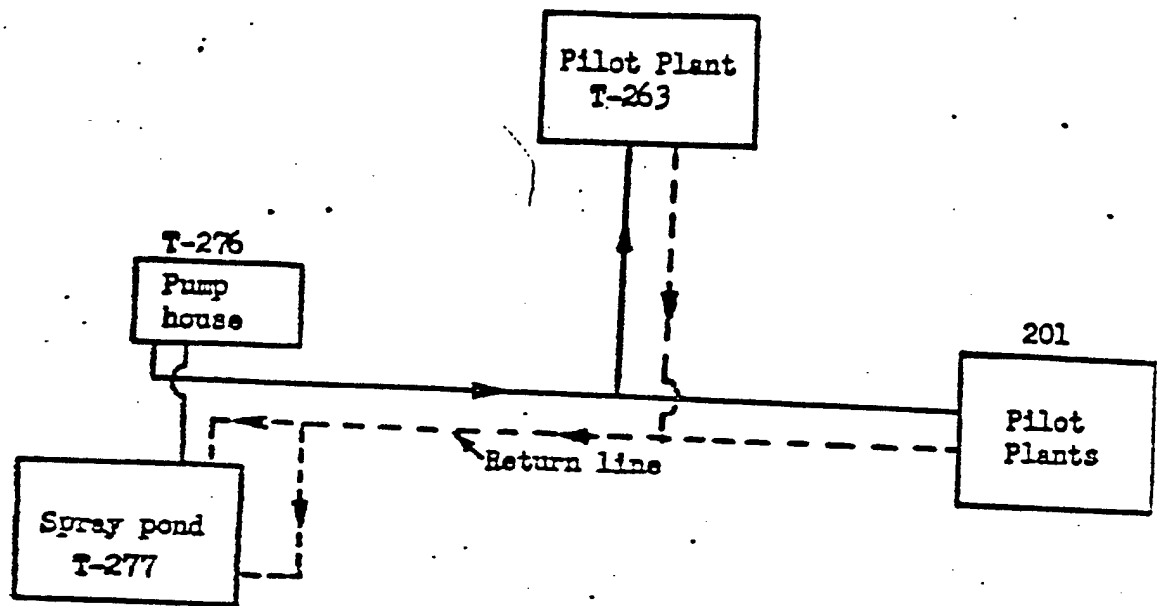 Pilot Plant
T-263
T-276
Pump
house
201
Pilot
Plants
Return line
Spray pond
T-277